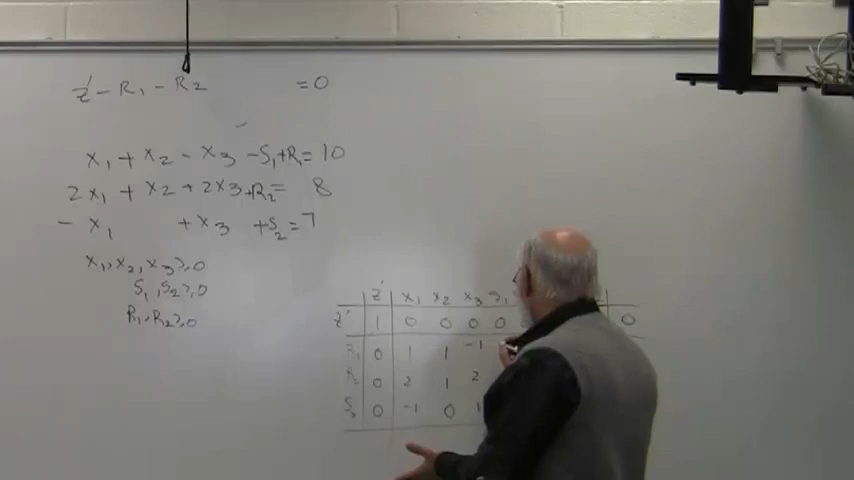 z' - R1 - R2 = 0
x1 + x2 - x3 - S1 + R1 = 10
2x1 + x2 + 2x3 + R2 = 8
- x1 + x3 + S2 = 7
x1, x2, x3 ≥ 0
S1, S2 ≥ 0
R1, R2 ≥ 0
z' x1 x2 x3 S1
z' 1 0 0 0 0 0
R1 0 1 1 -1
0 2 1 2
S2 0 -1 0 1